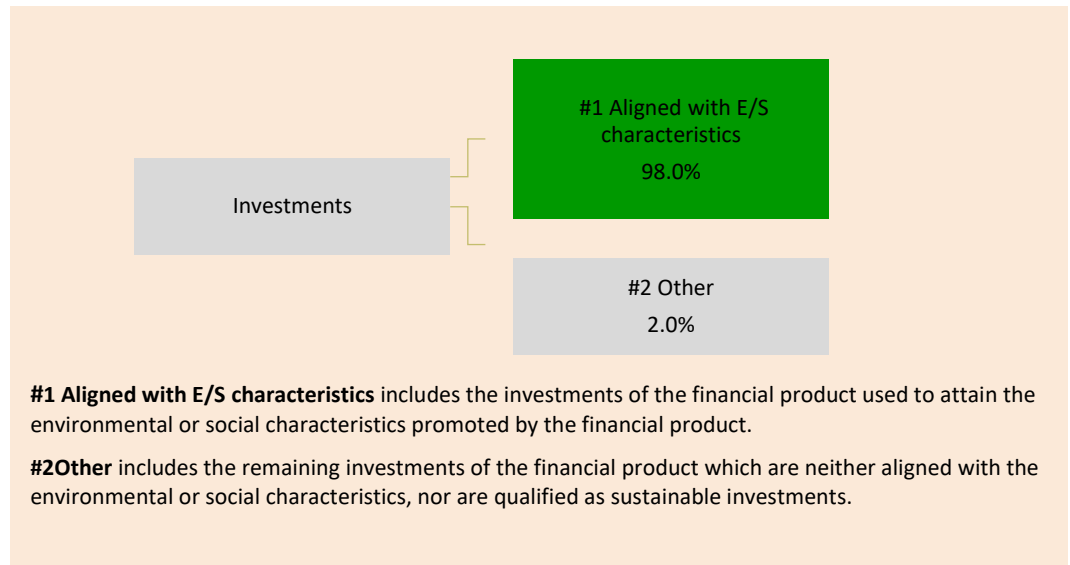 #1 Aligned with E/S
characteristics
98.0%
Investments
#2 Other
2.0%
#1 Aligned with E/S characteristics includes the investments of the financial product used to attain the
environmental or social characteristics promoted by the financial product.
#2Other includes the remaining investments of the financial product which are neither aligned with the
environmental or social characteristics, nor are qualified as sustainable investments.